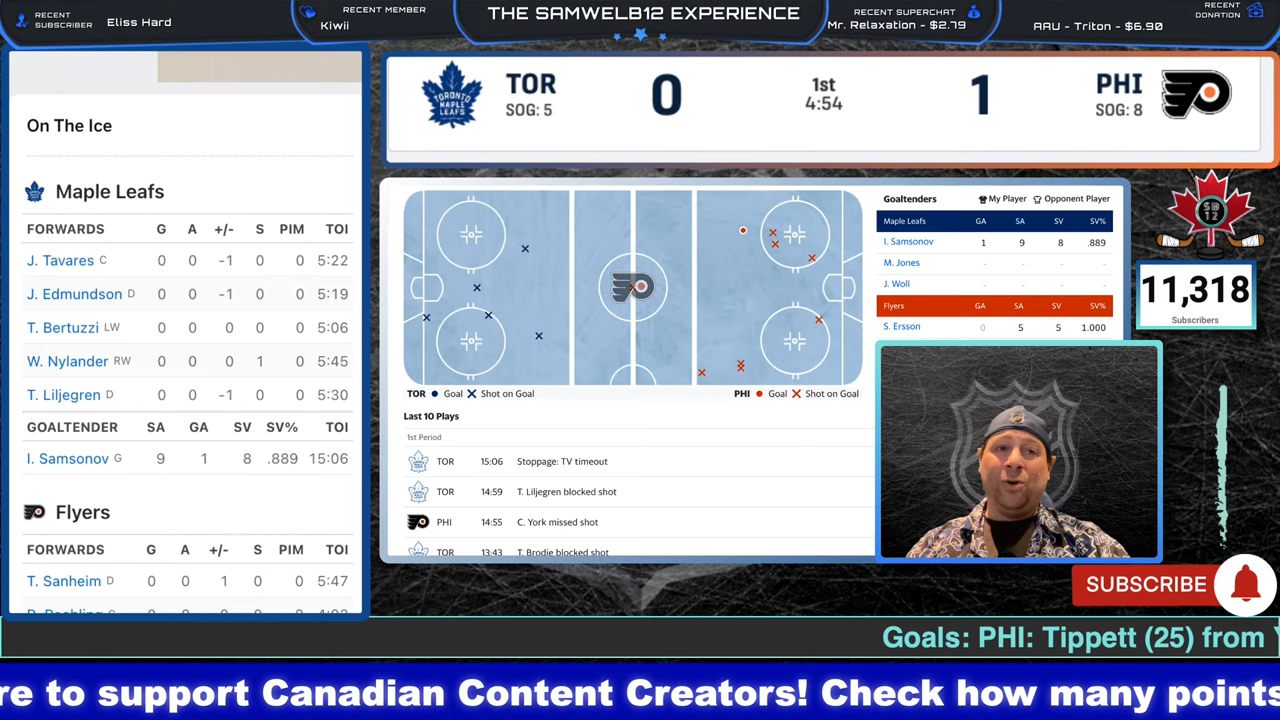 RECENT
SUBSCRIBER
Eliss Hard
RECENT MEMBER
Kiwii
THE SAMWELB12 EXPERIENCE
RECENT SUPERCHAT
Mr. Relaxation - $2.79
AAU - Triton - $6.90
RECENT
DONATION
On The Ice
Maple Leafs
FORWARDS G A +/- S PIM TOI
J. Tavares C 0 0 -1 0 0 5:22
J. Edmundson D 0 0 -1 0 0 5:19
T. Bertuzzi LW 0 0 0 0 0 5:06
W. Nylander RW 0 0 0 1 0 5:45
T. Liljegren D 0 0 -1 0 0 5:30
GOALTENDER SA GA SV SV% TOI
I. Samsonov G 9 1 8 .889 15:06
Flyers
FORWARDS G A +/- S PIM TOI
T. Sanheim D 0 0 1 0 0 5:47
TORONTO
MAPLE
LEAFS
TOR
SOG: 5
0
1st
4:54
1
PHI
SOG: 8
TOR Goal Shot on Goal
PHI Goal Shot on Goal
Last 10 Plays
1st Period
TOR 15:06 Stoppage: TV timeout
TOR 14:59 T. Liljegren blocked shot
PHI 14:55 C. York missed shot
TOR 13:43 T. Brodie blocked shot
Goaltenders My Player Opponent Player
Maple Leafs GA SA SV SV%
I. Samsonov 1 9 8 .889
M. Jones - - - -
J. Woll - - - -
Flyers GA SA SV SV%
S. Ersson 0 5 5 1.000
SB
12
11,318
Subscribers
SUBSCRIBE
Goals: PHI: Tippett (25) from
re to support Canadian Content Creators! Check how many points